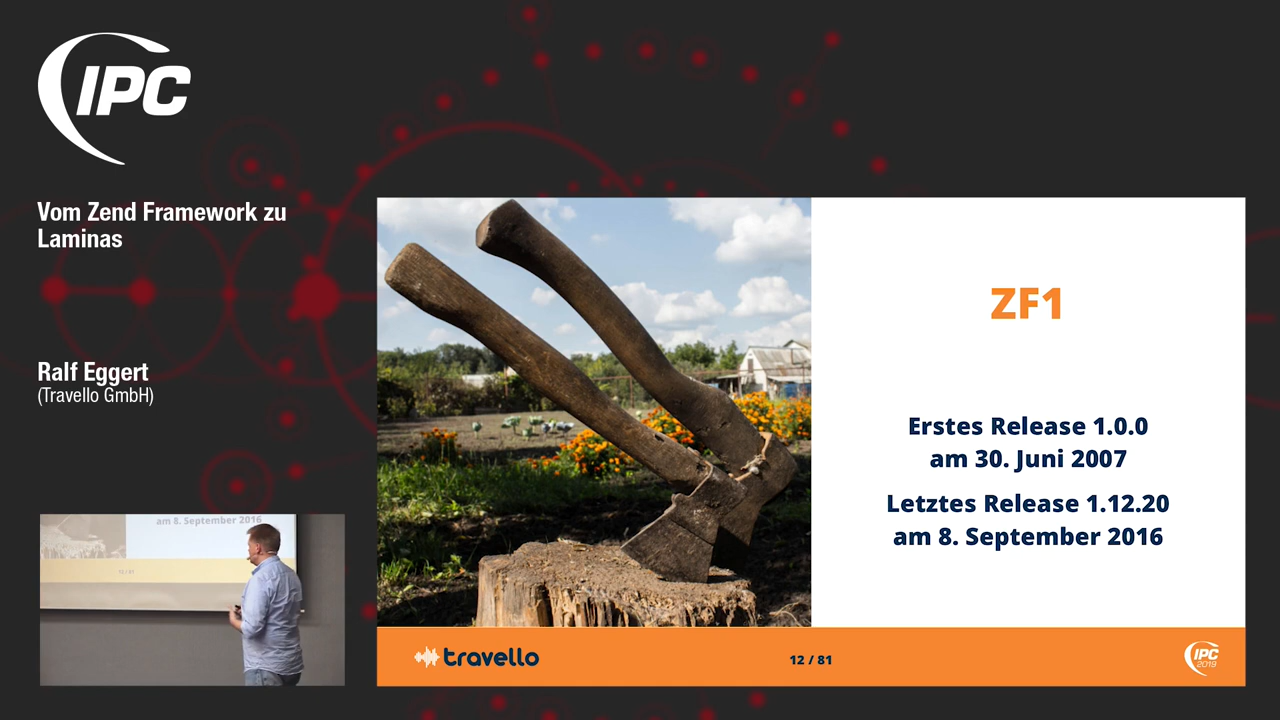 IPC
Vom Zend Framework zu
Laminas
Ralf Eggert
(Travello GmbH)
ZF1
Erstes Release 1.0.0
am 30. Juni 2007
Letztes Release 1.12.20
am 8. September 2016
am 8. September 2016
12 / 81
travello
12 / 81
IPC
2019